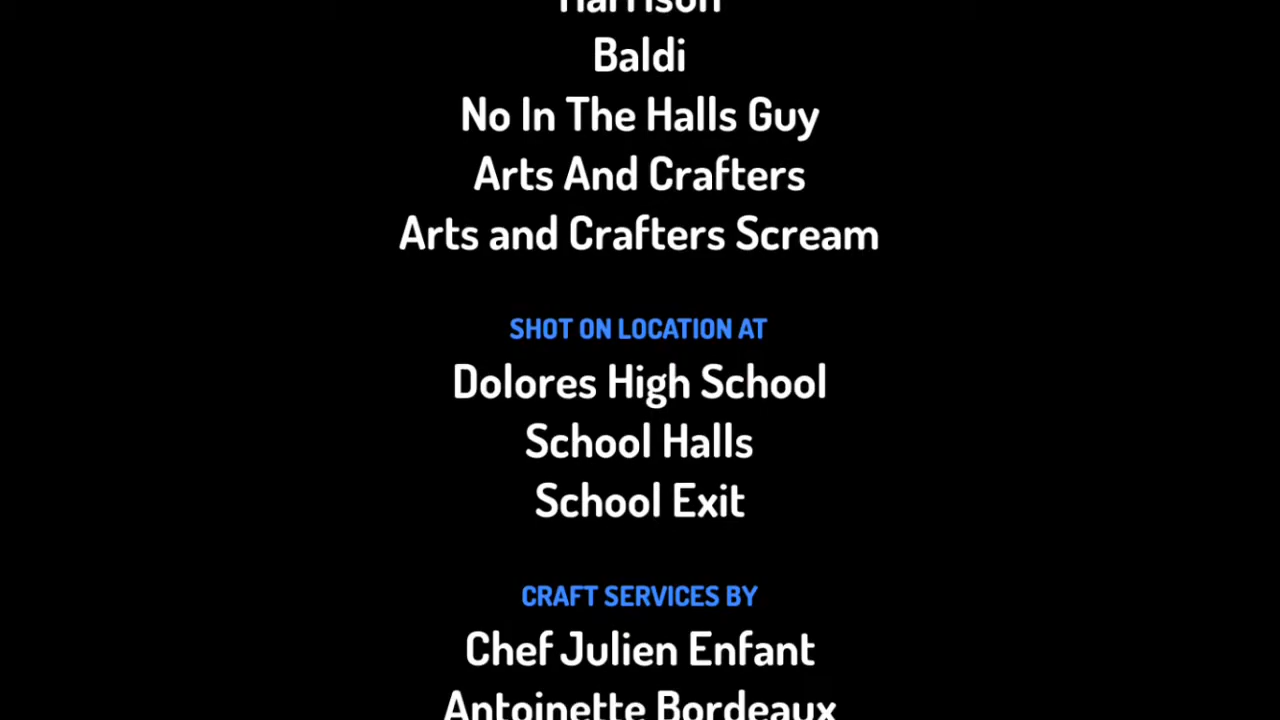 Harrison
Baldi
No In The Halls Guy
Arts And Crafters
Arts and Crafters Scream
SHOT ON LOCATION AT
Dolores High School
School Halls
School Exit
CRAFT SERVICES BY
Chef Julien Enfant
Antoinette Bordeaux